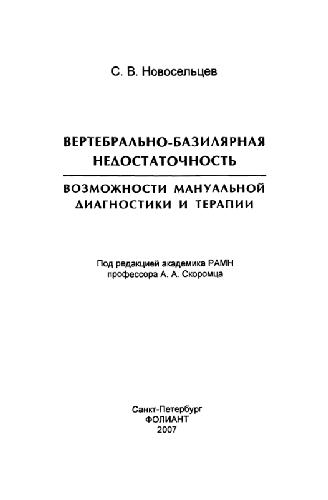 С. В. Новосельцев
ВЕРТЕБРАЛЬНО-БАЗИЛЯРНАЯ
НЕДОСТАТОЧНОСТЬ
ВОЗМОЖНОСТИ МАНУАЛЬНОЙ
ДИАГНОСТИКИ И ТЕРАПИИ
Под редакцией академика РАМН
профессора А. А. Скоромца
Санкт-Петербург
ФОЛИАНТ
2007